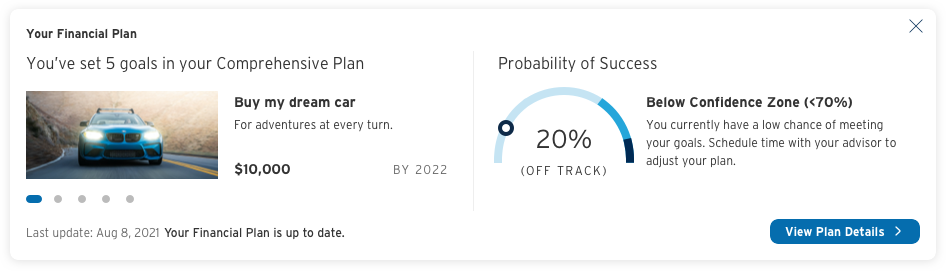 Your Financial Plan
You've set 5 goals in your Comprehensive Plan
Buy my dream car
For adventures at every turn.
$10,000 BY 2022
Last update: Aug 8, 2021 Your Financial Plan is up to date.
Probability of Success
20%
(OFF TRACK)
Below Confidence Zone (<70%)
You currently have a low chance of meeting
your goals. Schedule time with your advisor to
adjust your plan.
View Plan Details